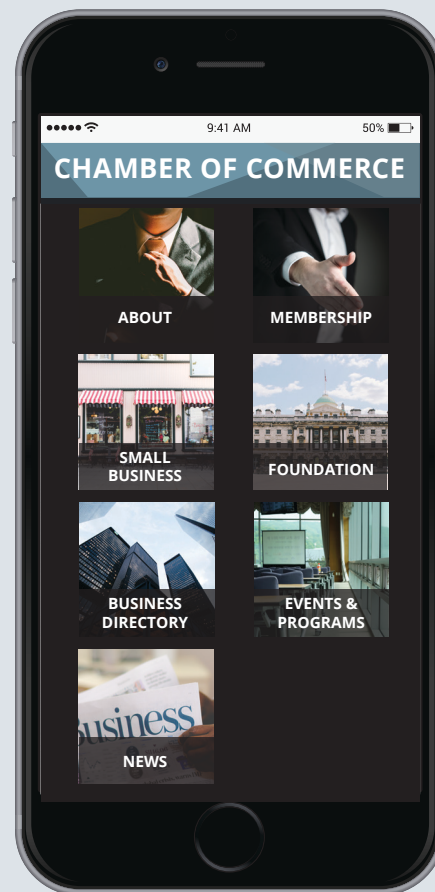 9:41 AM 50%
CHAMBER OF COMMERCE
ABOUT
MEMBERSHIP
SMALL
BUSINESS
FOUNDATION
BUSINESS
DIRECTORY
EVENTS &
PROGRAMS
Business
NEWS